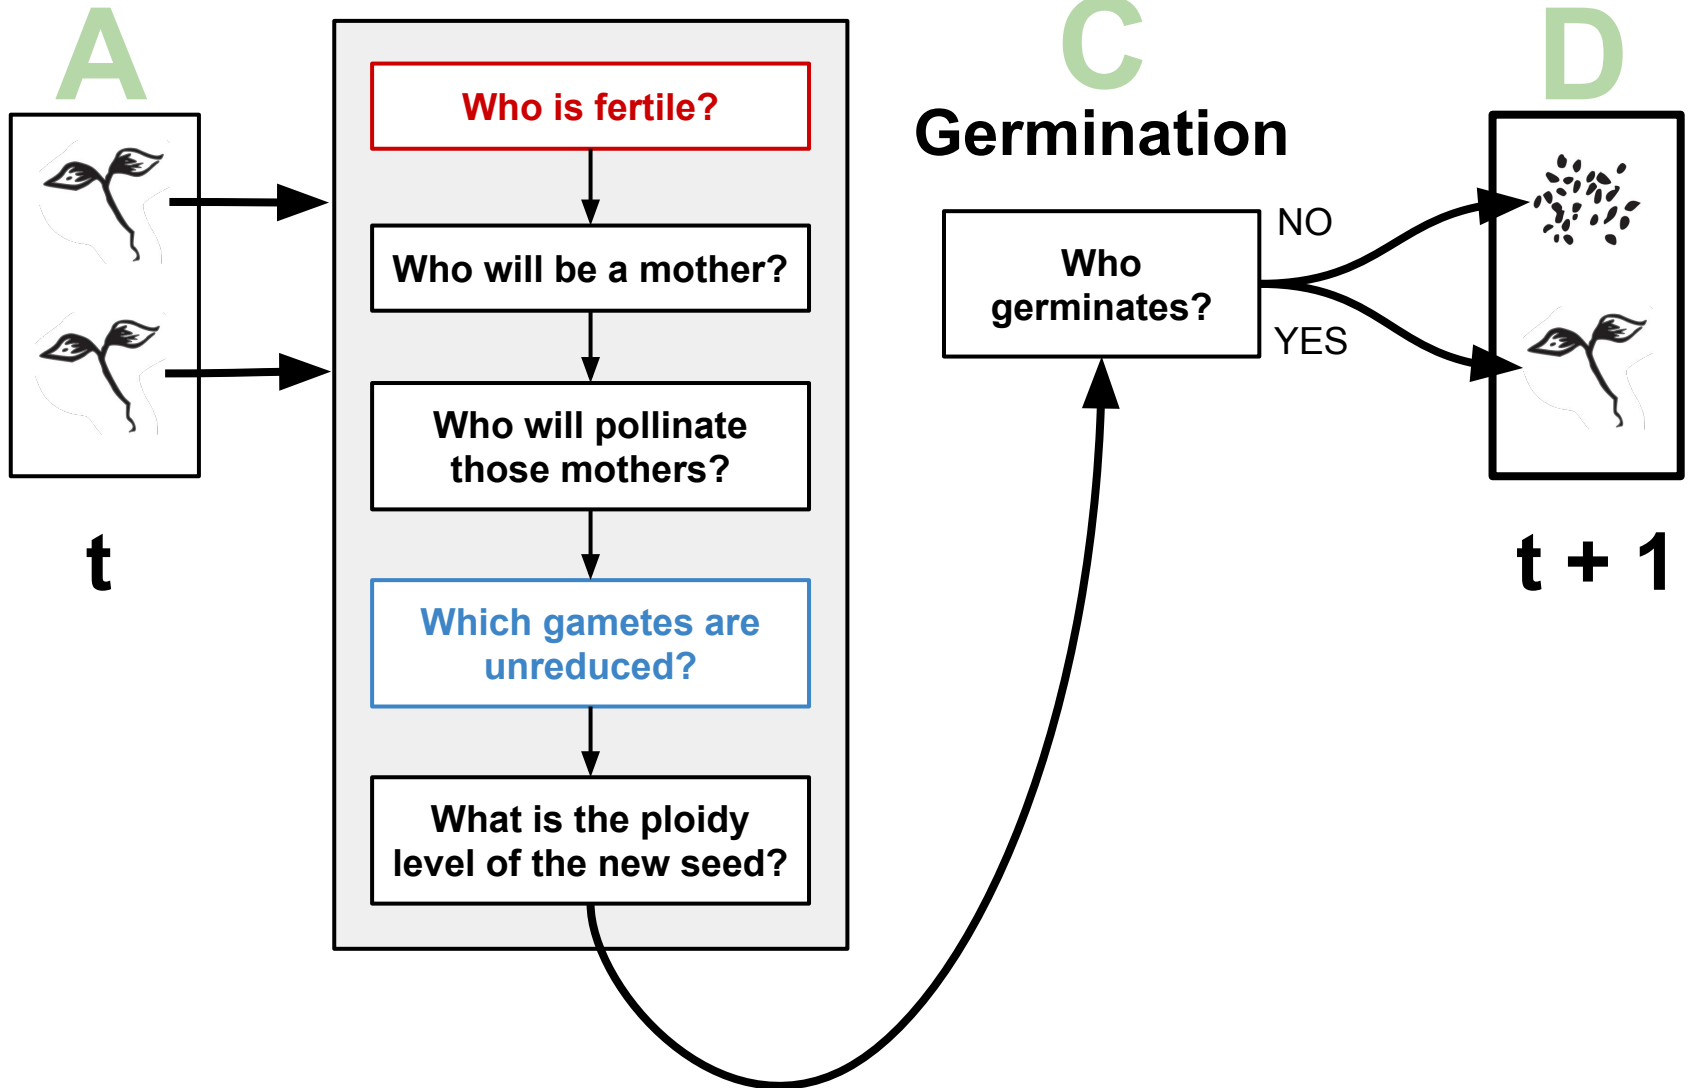 A
t
Who is fertile?
Who will be a mother?
Who will pollinate
those mothers?
Which gametes are
unreduced?
What is the ploidy
level of the new seed?
C
Germination
Who
germinates?
NO
YES
D
t + 1